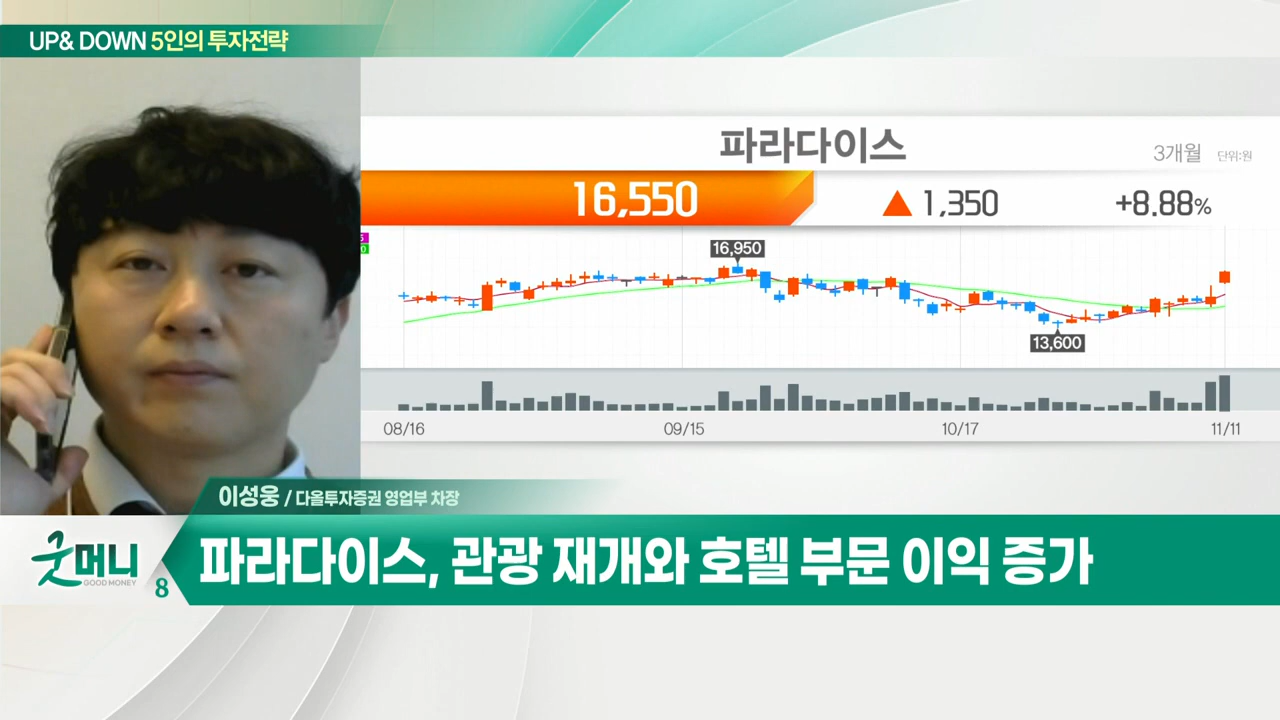 UP& DOWN 5인의 투자전략
파라다이스
3개월 단위:원
16,550 ▲ 1,350 +8.88%
16,950
13,600
08/16 09/15 10/17 11/11
이성웅 / 다올투자증권 영업부 차장
굿머니
GOOD MONEY
8
파라다이스, 관광 재개와 호텔 부문 이익 증가